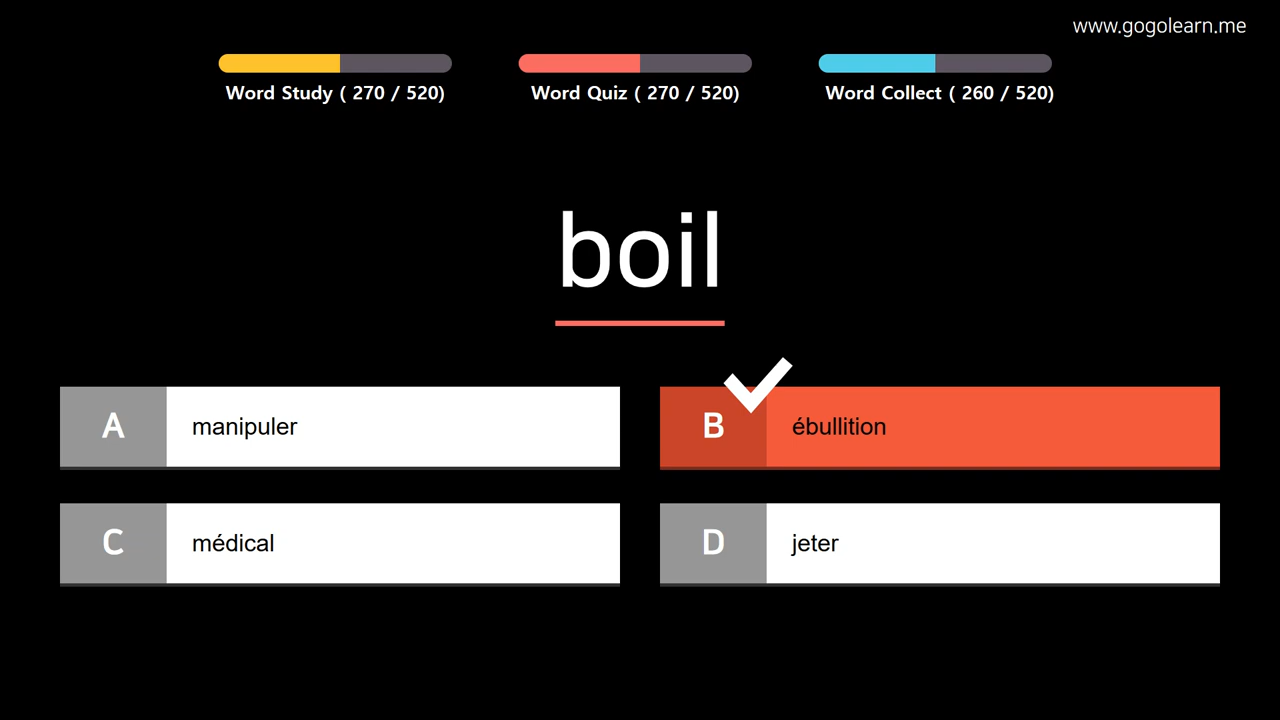 www.gogolearn.me
Word Study ( 270 / 520)
Word Quiz ( 270 / 520)
Word Collect ( 260 / 520)
boil
A manipuler
B ébullition
C médical
D jeter